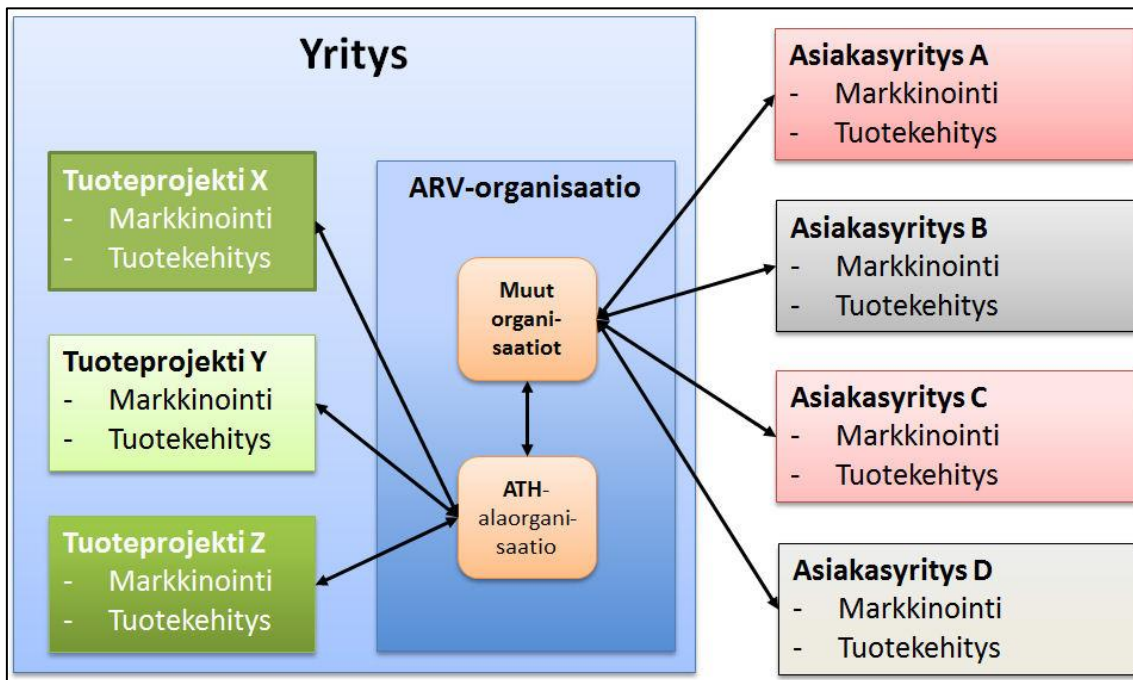 Yritys
Tuoteprojekti X
- Markkinointi
- Tuotekehitys
Tuoteprojekti Y
- Markkinointi
- Tuotekehitys
Tuoteprojekti Z
- Markkinointi
- Tuotekehitys
ARV-organisaatio
Muut
organi-
saatiot
ATH-
alaorgani-
saatio
Asiakasyritys A
- Markkinointi
- Tuotekehitys
Asiakasyritys B
- Markkinointi
- Tuotekehitys
Asiakasyritys C
- Markkinointi
- Tuotekehitys
Asiakasyritys D
- Markkinointi
- Tuotekehitys